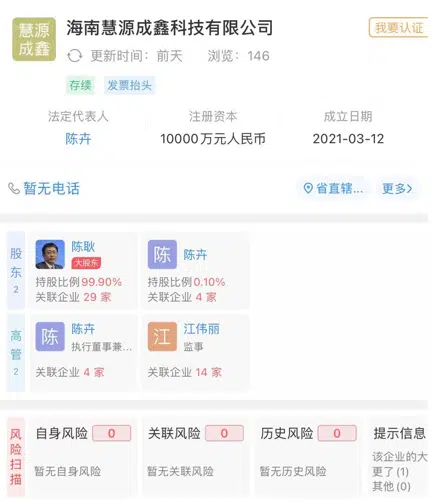 慧源
成鑫
海南慧源成鑫科技有限公司
我要认证
更新时间：前天 浏览：146
存续 发票抬头
法定代表人 注册资本 成立日期
陈卉 10000万元人民币 2021-03-12
暂无电话 省直辖... 更多>
股东 2
陈耿
大股东
持股比例99.90%
关联企业 29 家
陈 陈卉
持股比例0.10%
关联企业 4 家
高管 2
陈 陈卉
执行董事兼...
关联企业 4 家
江 江伟丽
监事
关联企业 14 家
风险扫描
自身风险 0 关联风险 0 历史风险 0 提示信息
暂无自身风险 暂无关联风险 暂无历史风险
该企业的大
更了(1)
其他(0)